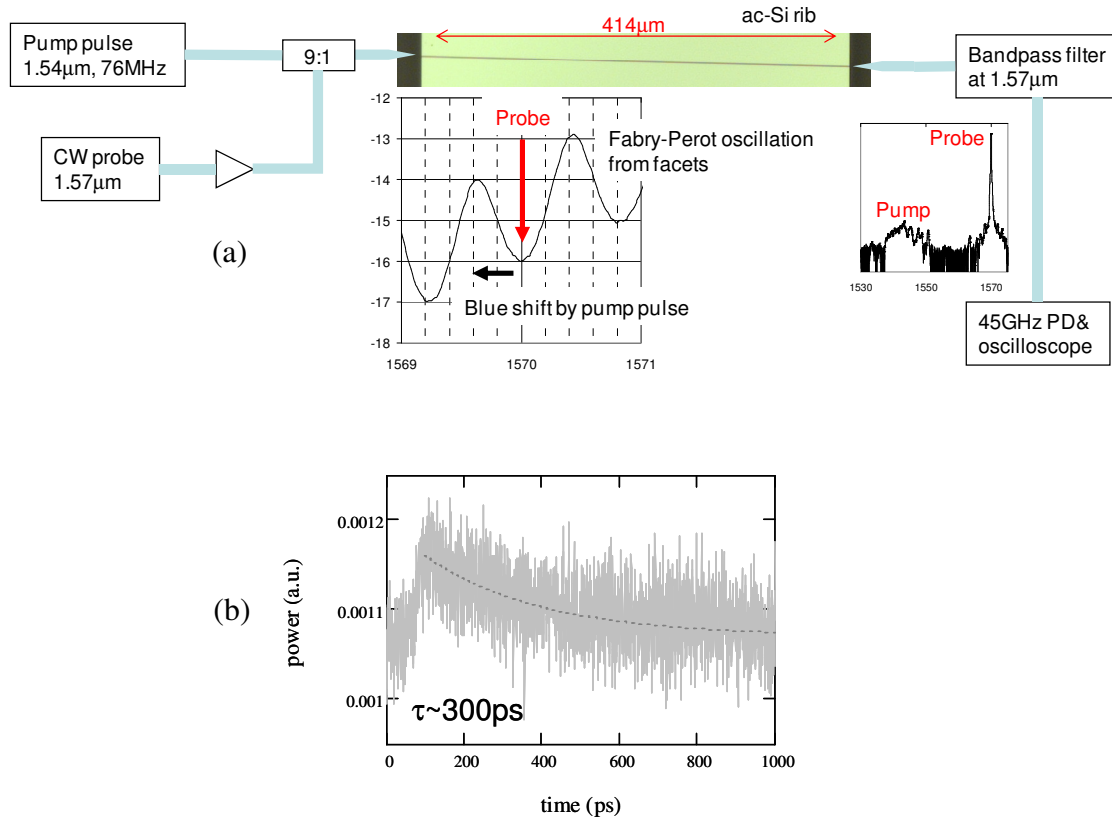 Pump pulse
1.54μm, 76MHz
9:1
414μm
ac-Si rib
Bandpass filter
at 1.57μm
CW probe
1.57μm
-12
-13
-14
-15
-16
-17
-18
1569
1570
1571
Probe
Fabry-Perot oscillation
from facets
Blue shift by pump pulse
(a)
Probe
Pump
1530
1550
1570
45GHz PD&
oscilloscope
(b)
power (a.u.)
0.0012
0.0011
0.001
τ~300ps
0
200
400
600
800
1000
time (ps)